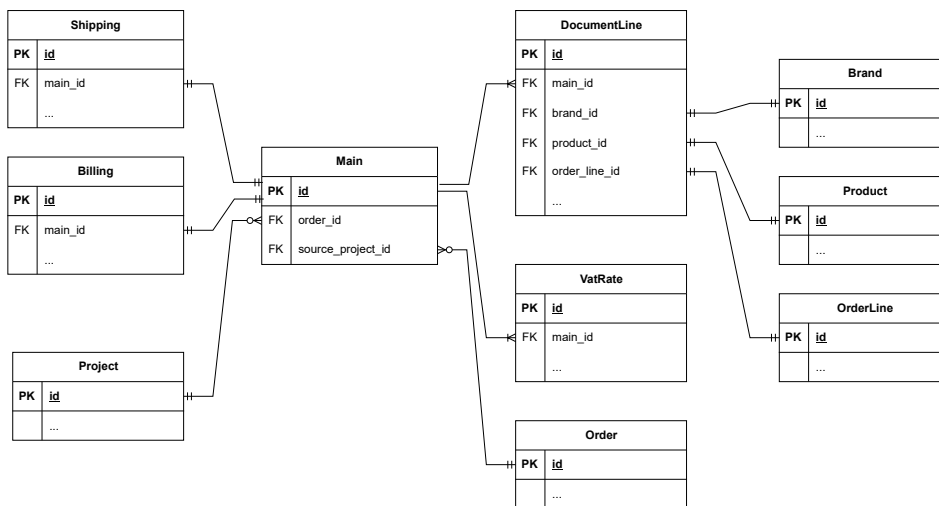 Shipping
PK id
FK main_id
...
Billing
PK id
FK main_id
...
Project
PK id
...
Main
PK id
FK order_id
FK source_project_id
DocumentLine
PK id
FK main_id
FK brand_id
FK product_id
FK order_line_id
...
VatRate
PK id
FK main_id
...
Order
PK id
...
Brand
PK id
...
Product
PK id
...
OrderLine
PK id
...